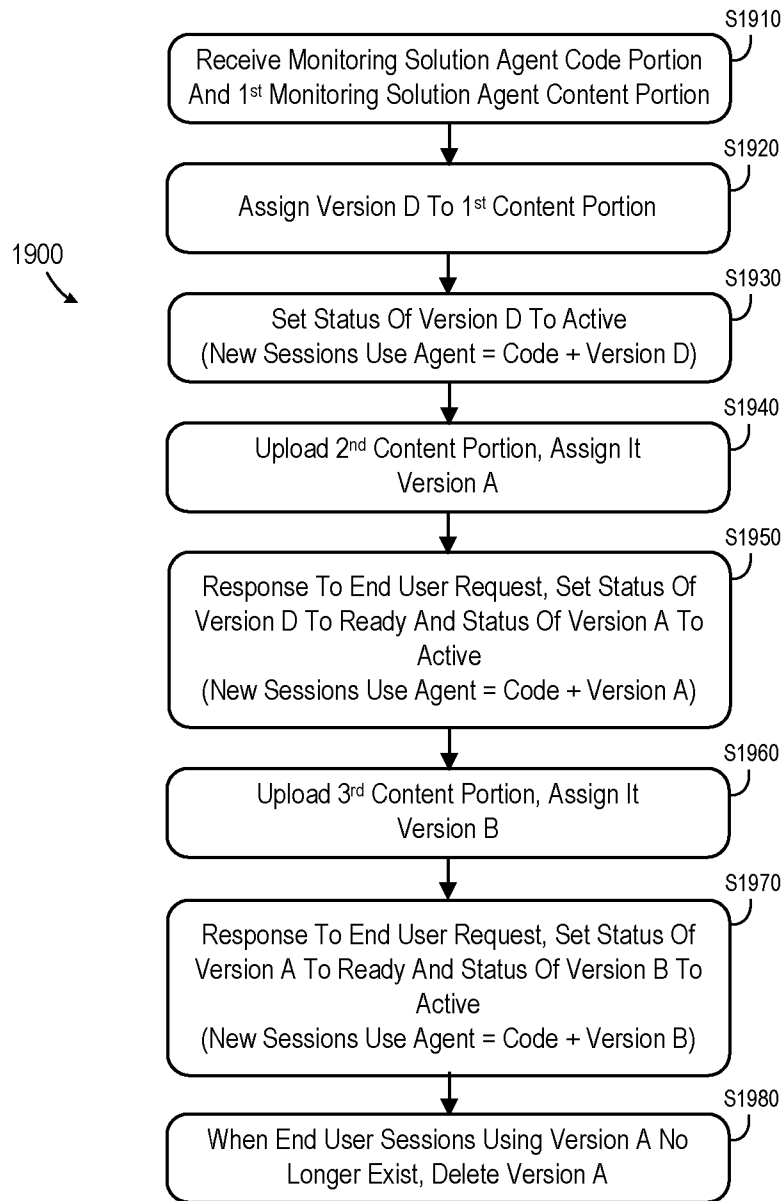 S1910
Receive Monitoring Solution Agent Code Portion
And 1st Monitoring Solution Agent Content Portion
S1920
Assign Version D To 1st Content Portion
1900
S1930
Set Status Of Version D To Active
(New Sessions Use Agent = Code + Version D)
S1940
Upload 2nd Content Portion, Assign It
Version A
S1950
Response To End User Request, Set Status Of
Version D To Ready And Status Of Version A To
Active
(New Sessions Use Agent = Code + Version A)
S1960
Upload 3rd Content Portion, Assign It
Version B
S1970
Response To End User Request, Set Status Of
Version A To Ready And Status Of Version B To
Active
(New Sessions Use Agent = Code + Version B)
S1980
When End User Sessions Using Version A No
Longer Exist, Delete Version A